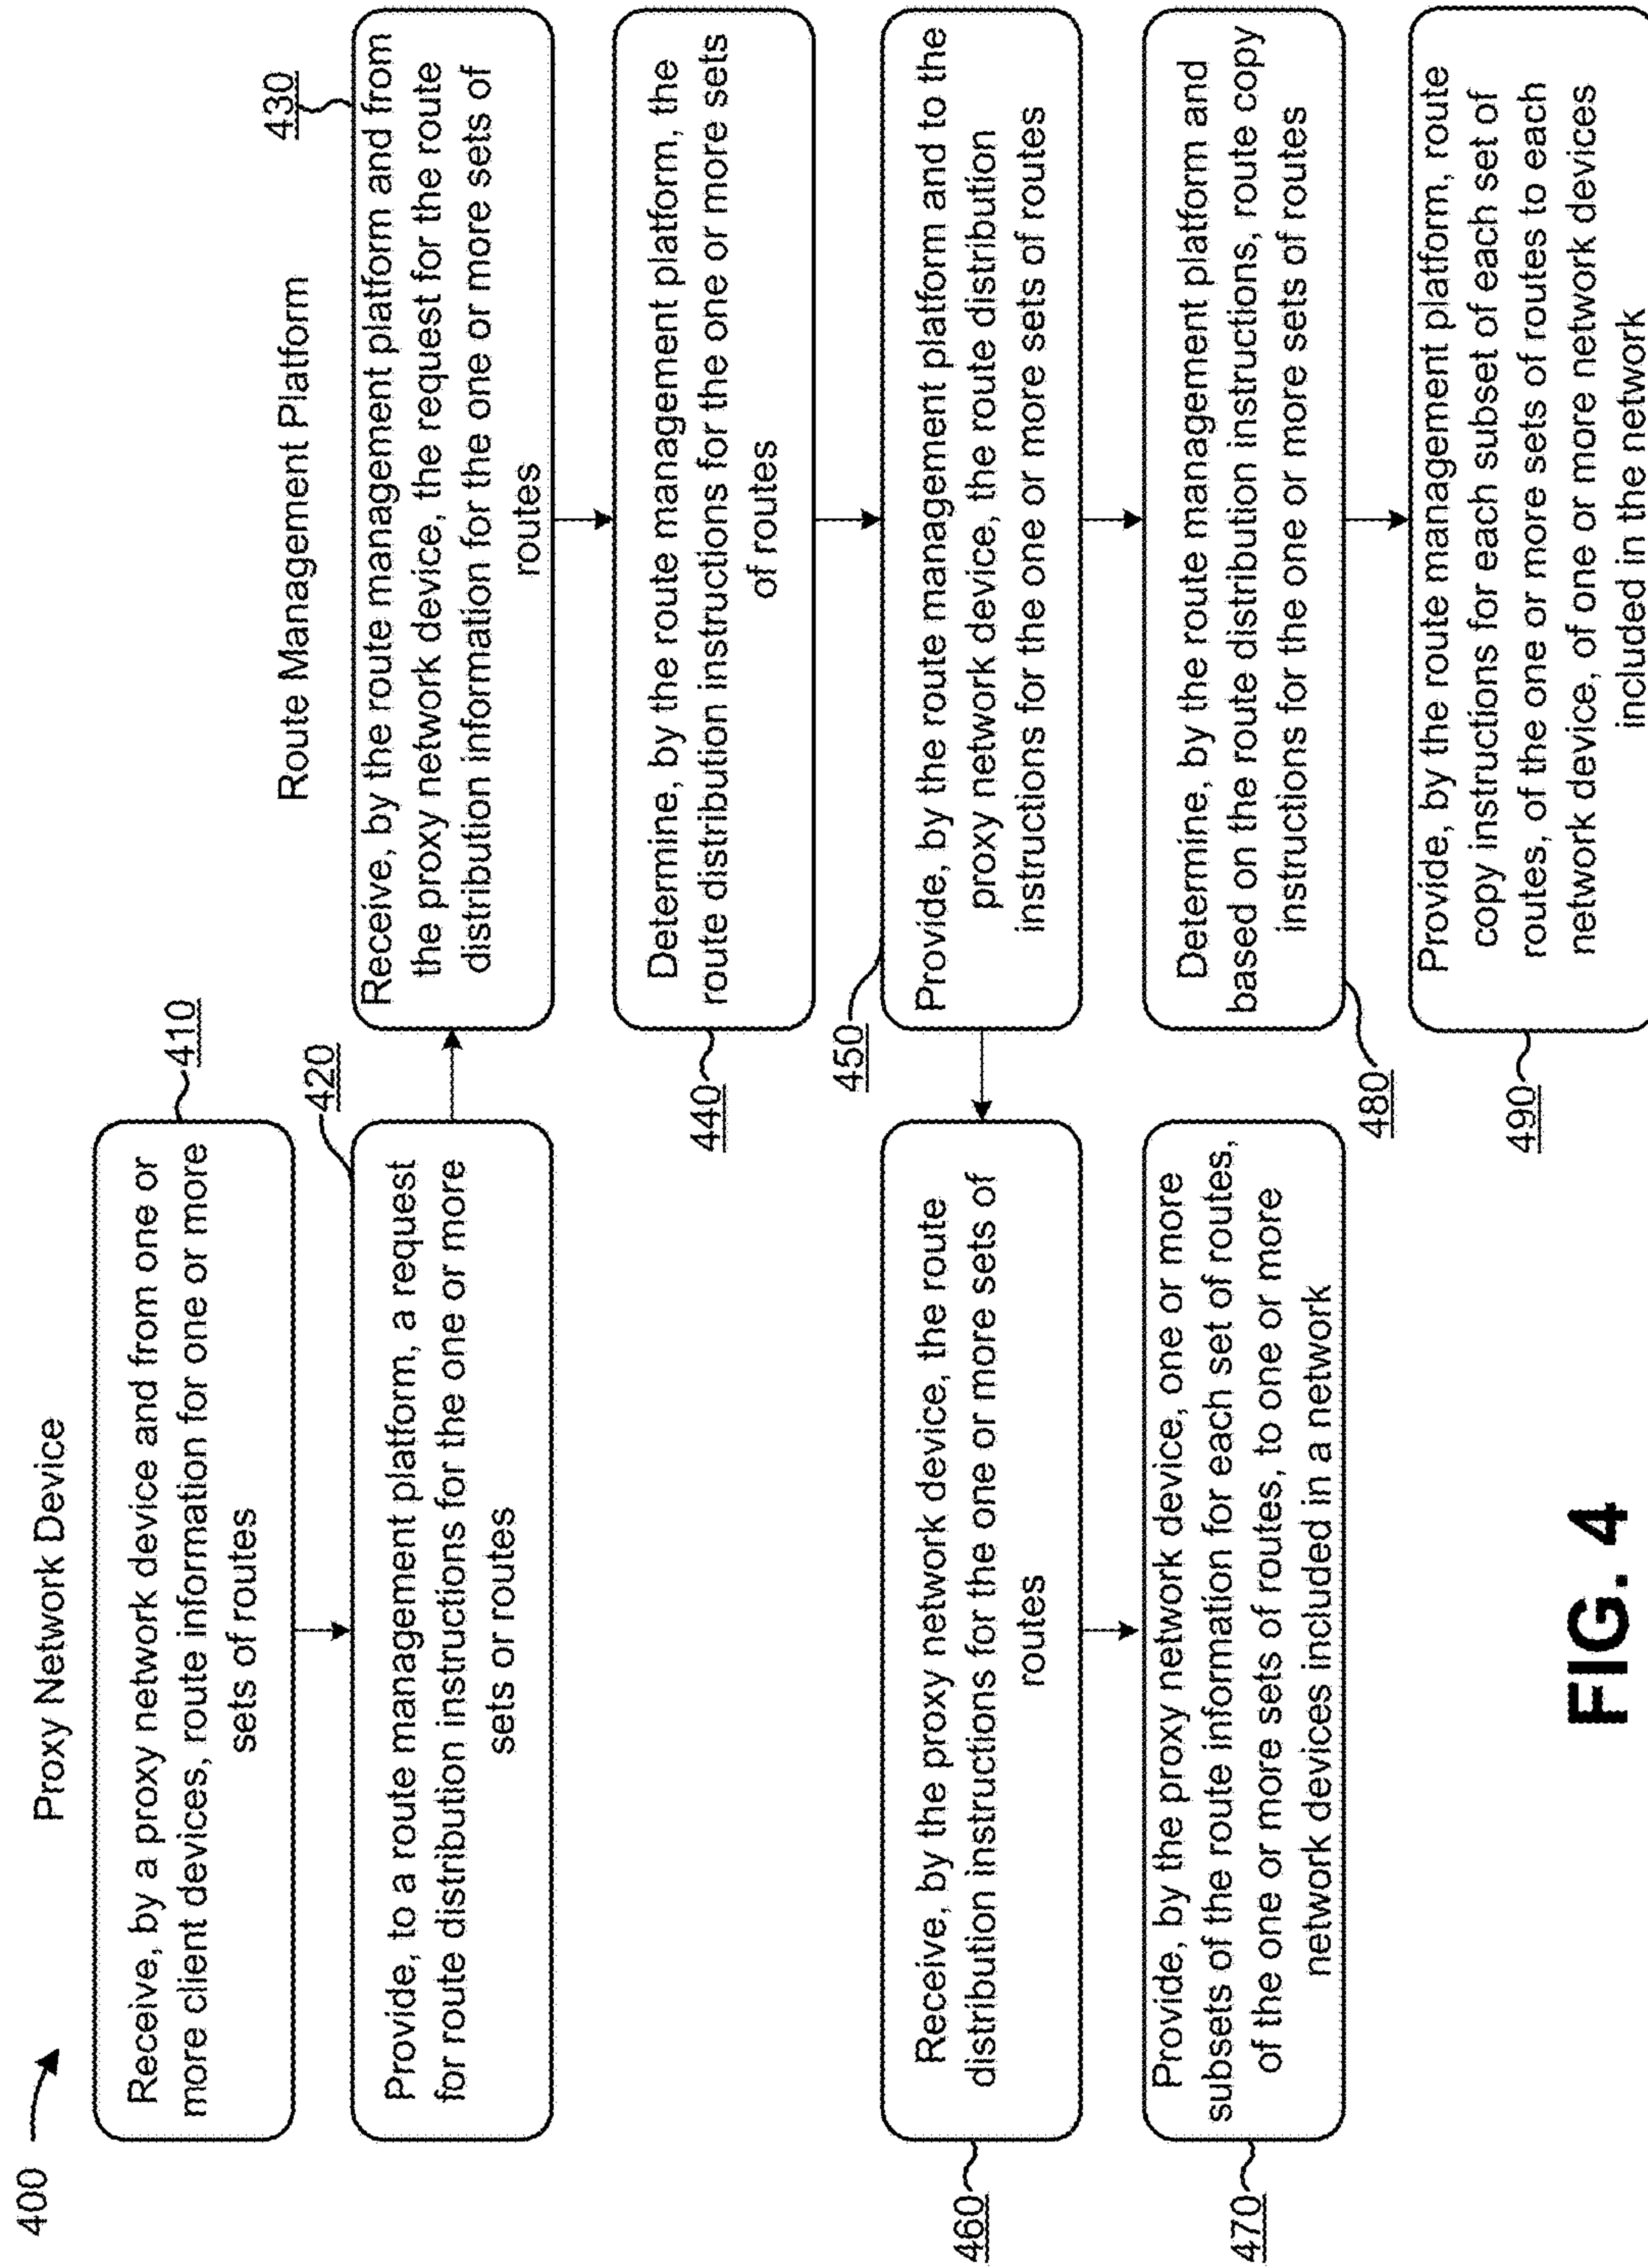 400
Proxy Network Device
Route Management Platform
410
Receive, by a proxy network device and from one or
more client devices, route information for one or more
sets of routes
420
Provide, to a route management platform, a request
for route distribution instructions for the one or more
sets or routes
430
Receive, by the route management platform and from
the proxy network device, the request for the route
distribution information for the one or more sets of
routes
440
Determine, by the route management platform, the
route distribution instructions for the one or more sets
of routes
450
Provide, by the route management platform and to the
proxy network device, the route distribution
instructions for the one or more sets of routes
460
Receive, by the proxy network device, the route
distribution instructions for the one or more sets of
routes
470
Provide, by the proxy network device, one or more
subsets of the route information for each set of routes,
of the one or more sets of routes, to one or more
network devices included in a network
480
Determine, by the route management platform and
based on the route distribution instructions, route copy
instructions for the one or more sets of routes
490
Provide, by the route management platform, route
copy instructions for each subset of each set of
routes, of the one or more sets of routes to each
network device, of one or more network devices
included in the network
FIG. 4